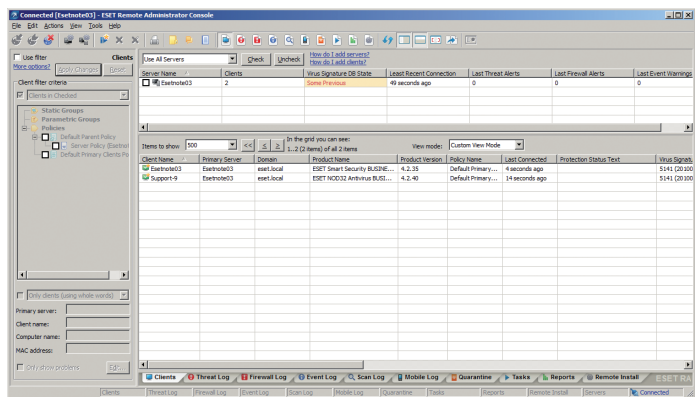 Connected [Esetnote03] - ESET Remote Administrator Console
File Edit Actions View Tools Help
Use filter Clients
More options? Apply Changes Reset
Client filter criteria
Clients in Checked
Static Groups
Parametric Groups
Policies
Default Parent Policy
Server Policy (Esetnot
Default Primary Clients Po
Only clients (using whole words)
Primary server:
Client name:
Computer name:
MAC address:
Only show problems Edit...
Use All Servers Check Uncheck
How do I add servers?
How do I add clients?
Server Name Clients Virus Signature DB State Least Recent Connection Last Threat Alerts Last Firewall Alerts Last Event Warnings
Esetnote03 2 Some Previous 49 seconds ago 0 0 0
Items to show 500 << < >
In the grid you can see:
1..2 (2 items) of all 2 items
View mode: Custom View Mode
Client Name Primary Server Domain Product Name Product Version Policy Name Last Connected Protection Status Text Virus Signatu
Esetnote03 Esetnote03 eset.local ESET Smart Security BUSINE... 4.2.35 Default Primary... 4 seconds ago 5141 (20100
Support-9 Esetnote03 eset.local ESET NOD32 Antivirus BUSI... 4.2.40 Default Primary... 14 seconds ago 5141 (20100
Clients Threat Log Firewall Log Event Log Scan Log Mobile Log Quarantine Tasks Reports Remote Install ESET RA
Clients Threat Log Firewall Log Event Log Scan Log Mobile Log Quarantine Tasks Reports Remote Install Servers Connected